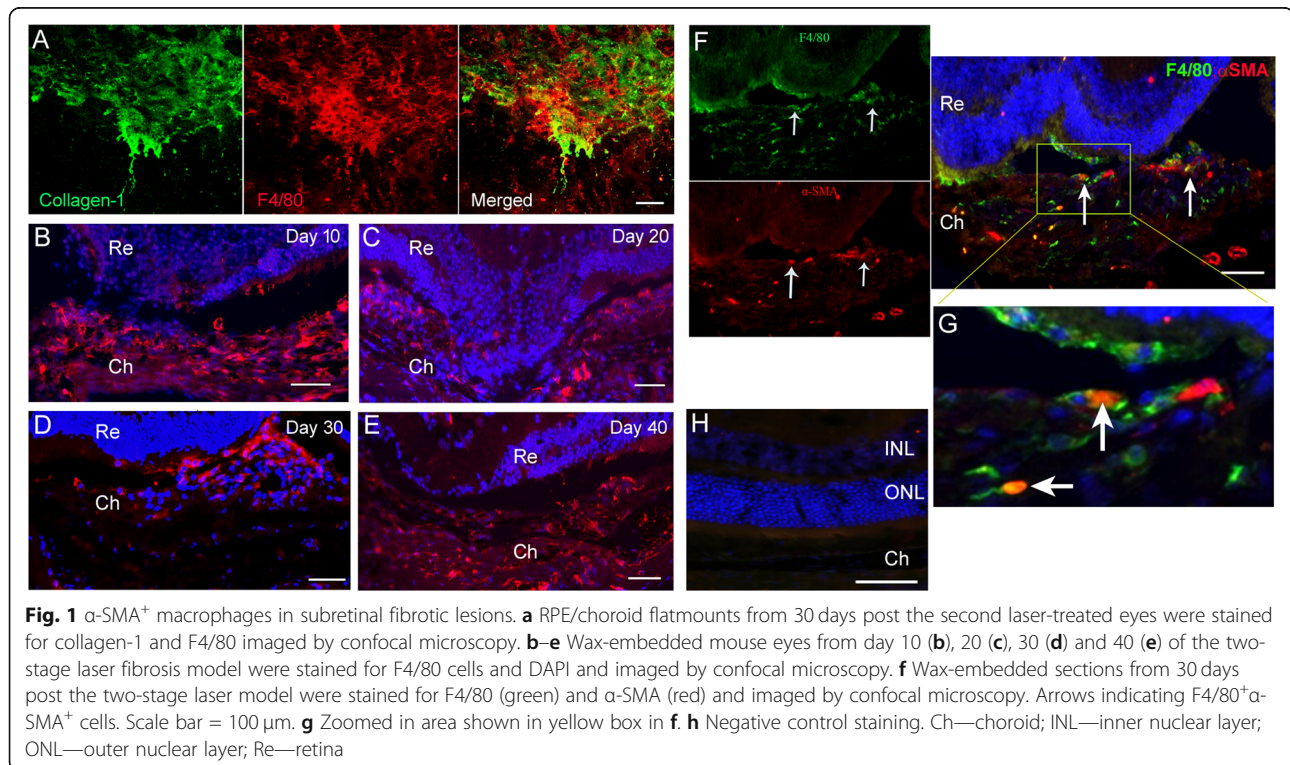 A
Collagen-1
F4/80
Merged
B
Re
Day 10
Ch
C
Day 20
Re
Ch
D
Day 30
Re
Ch
E
Day 40
Re
Ch
F
F4/80
α-SMA
F4/80 αSMA
Re
Ch
G
H
INL
ONL
Ch
Fig. 1 α-SMA⁺ macrophages in subretinal fibrotic lesions. a RPE/choroid flatmounts from 30 days post the second laser-treated eyes were stained
for collagen-1 and F4/80 imaged by confocal microscopy. b–e Wax-embedded mouse eyes from day 10 (b), 20 (c), 30 (d) and 40 (e) of the two-
stage laser fibrosis model were stained for F4/80 cells and DAPI and imaged by confocal microscopy. f Wax-embedded sections from 30 days
post the two-stage laser model were stained for F4/80 (green) and α-SMA (red) and imaged by confocal microscopy. Arrows indicating F4/80⁺α-
SMA⁺ cells. Scale bar = 100 μm. g Zoomed in area shown in yellow box in f. h Negative control staining. Ch—choroid; INL—inner nuclear layer;
ONL—outer nuclear layer; Re—retina